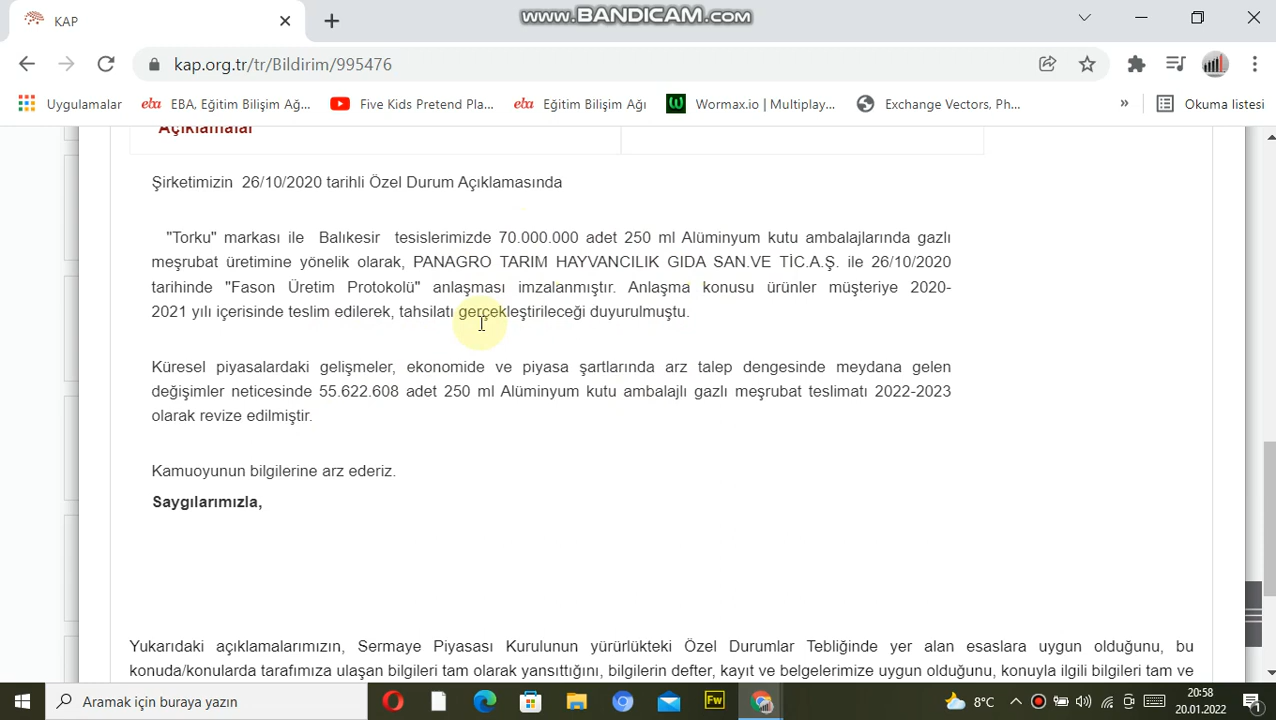 KAP
www.BANDICAM.com
kap.org.tr/tr/Bildirim/995476
Uygulamalar
eba EBA, Eğitim Bilişim Ağ...
Five Kids Pretend Pla...
eba Eğitim Bilişim Ağı
Wormax.io | Multiplay...
Exchange Vectors, Ph...
»
Okuma listesi
Açıklamalar
Şirketimizin 26/10/2020 tarihli Özel Durum Açıklamasında
"Torku" markası ile Balıkesir tesislerimizde 70.000.000 adet 250 ml Alüminyum kutu ambalajlarında gazlı
meşrubat üretimine yönelik olarak, PANAGRO TARIM HAYVANCILIK GIDA SAN.VE TİC.A.Ş. ile 26/10/2020
tarihinde "Fason Üretim Protokolü" anlaşması imzalanmıştır. Anlaşma konusu ürünler müşteriye 2020-
2021 yılı içerisinde teslim edilerek, tahsilatı gerçekleştirileceği duyurulmuştu.
Küresel piyasalardaki gelişmeler, ekonomide ve piyasa şartlarında arz talep dengesinde meydana gelen
değişimler neticesinde 55.622.608 adet 250 ml Alüminyum kutu ambalajlı gazlı meşrubat teslimatı 2022-2023
olarak revize edilmiştir.
Kamuoyunun bilgilerine arz ederiz.
Saygılarımızla,
Yukarıdaki açıklamalarımızın, Sermaye Piyasası Kurulunun yürürlükteki Özel Durumlar Tebliğinde yer alan esaslara uygun olduğunu, bu
konuda/konularda tarafımıza ulaşan bilgileri tam olarak yansıttığını, bilgilerin defter, kayıt ve belgelerimize uygun olduğunu, konuyla ilgili bilgileri tam ve
Aramak için buraya yazın
Fw
8°C
20:58
20.01.2022
1